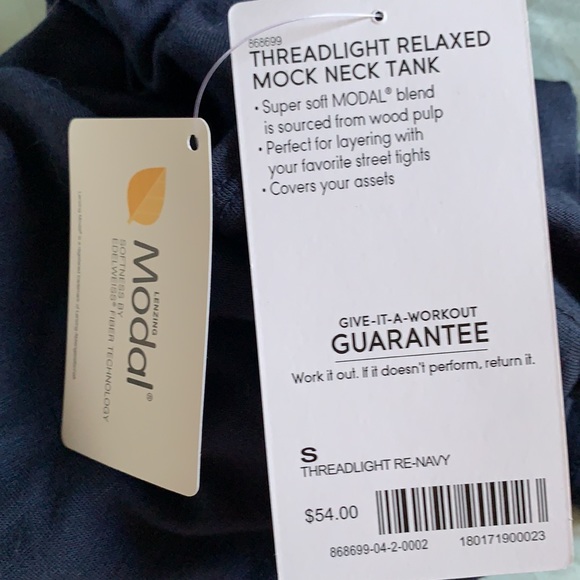 868699
THREADLIGHT RELAXED
MOCK NECK TANK
• Super soft MODAL® blend
is sourced from wood pulp
• Perfect for layering with
your favorite street tights
• Covers your assets
GIVE-IT-A-WORKOUT
GUARANTEE
Work it out. If it doesn't perform, return it.
S
THREADLIGHT RE-NAVY
$54.00
868699-04-2-0002
180171900023
LENZING
Modal®
SOFTNESS BY
EDELWEISS® FIBER TECHNOLOGY